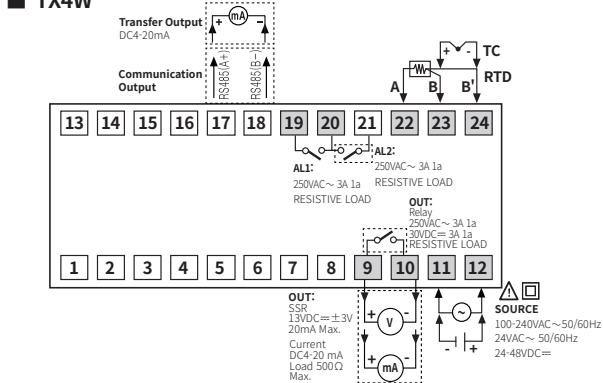 ■ TX4W
Transfer Output
DC4-20mA
+ mA −
Communication
Output
RS485(A+)
RS485(B−)
+ - TC
RTD
A B B'
13 14 15 16 17 18 19 20 21 22 23 24
AL1:
250VAC∼ 3A 1a
RESISTIVE LOAD
AL2:
250VAC∼ 3A 1a
RESISTIVE LOAD
OUT:
Relay
250VAC∼ 3A 1a
30VDC⎓ 3A 1a
RESISTIVE LOAD
1 2 3 4 5 6 7 8 9 10 11 12
OUT:
SSR
13VDC⎓±3V
20mA Max.
Current
DC4-20 mA
Load 500Ω
Max.
+ V -
+ mA -
~
- +
SOURCE
100-240VAC∼50/60Hz
24VAC∼ 50/60Hz
24-48VDC⎓